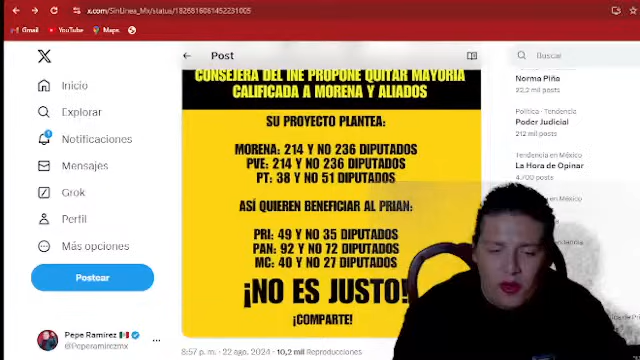 x.com/SinLinea_Mx/status/1826816061452231005
Gmail
YouTube
Maps
Post
Buscar
Inicio
Explorar
Notificaciones
Mensajes
Grok
Perfil
Más opciones
Postear
Pepe Ramírez
@Peperamirezmx
CONSEJERA DEL INE PROPONE QUITAR MAYORÍA
CALIFICADA A MORENA Y ALIADOS
SU PROYECTO PLANTEA:
MORENA: 214 Y NO 236 DIPUTADOS
PVE: 214 Y NO 236 DIPUTADOS
PT: 38 Y NO 51 DIPUTADOS
ASÍ QUIEREN BENEFICIAR AL PRIAN:
PRI: 49 Y NO 35 DIPUTADOS
PAN: 92 Y NO 72 DIPUTADOS
MC: 40 Y NO 27 DIPUTADOS
¡NO ES JUSTO!
¡COMPARTE!
8:57 p. m. · 22 ago. 2024 · 10,2 mil Reproducciones
Norma Piña
22,2 mil posts
Política · Tendencia
Poder Judicial
212 mil posts
Tendencia en México
La Hora de Opinar
4,700 posts